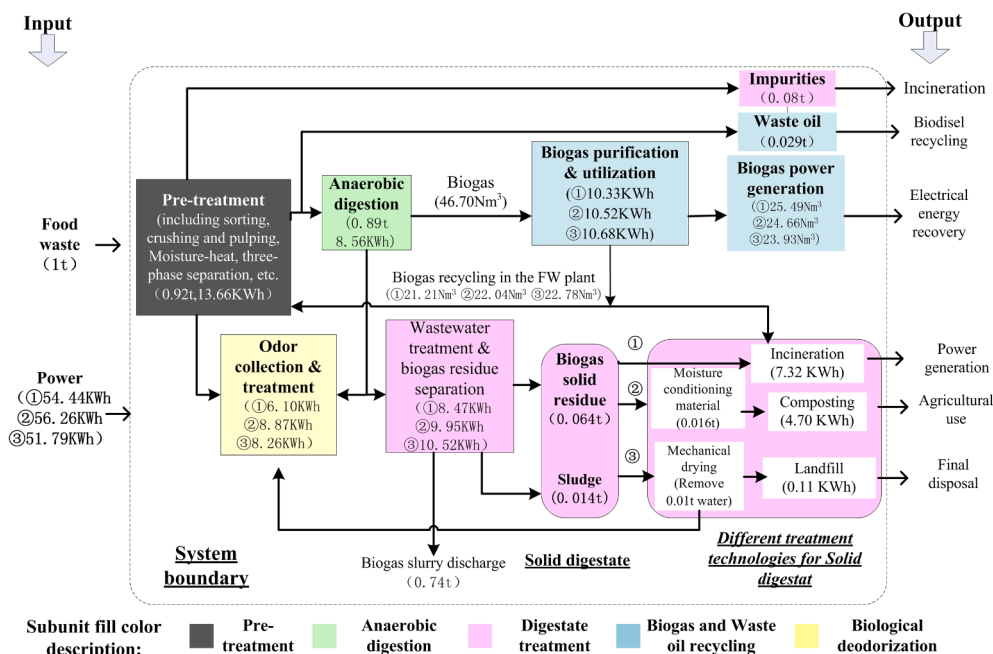 Input
Output
Impurities
(0.08t)
Incineration
Waste oil
(0.029t)
Biodisel
recycling
Pre-treatment
(including sorting,
crushing and pulping,
Moisture-heat, three-
phase separation, etc.
(0.92t,13.66KWh)
Anaerobic
digestion
(0.89t
8.56KWh)
Biogas
(46.70Nm³)
Biogas purification
& utilization
(①10.33KWh
②10.52KWh
③10.68KWh)
Biogas power
generation
(①25.49Nm³
②24.66Nm³
③23.93Nm³)
Electrical
energy
recovery
Food
waste
(1t)
Biogas recycling in the FW plant
(①21.21Nm³ ②22.04Nm³ ③22.78Nm³)
Power
(①54.44KWh
②56.26KWh
③51.79KWh)
Odor
collection &
treatment
(①6.10KWh
②8.87KWh
③8.26KWh)
Wastewater
treatment &
biogas residue
separation
(①8.47KWh
②9.95KWh
③10.52KWh)
Biogas
solid
residue
(0.064t)
Sludge
(0.014t)
①
②
③
Incineration
(7.32 KWh)
Moisture
conditioning
material
(0.016t)
Composting
(4.70 KWh)
Mechanical
drying
(Remove
0.01t water)
Landfill
(0.11 KWh)
Power
generation
Agricultural
use
Final
disposal
System
boundary
Biogas slurry discharge
(0.74t)
Solid digestate
Different treatment
technologies for Solid
digestat
Subunit fill color
description:
Pre-
treatment
Anaerobic
digestion
Digestate
treatment
Biogas and Waste
oil recycling
Biological
deodorization